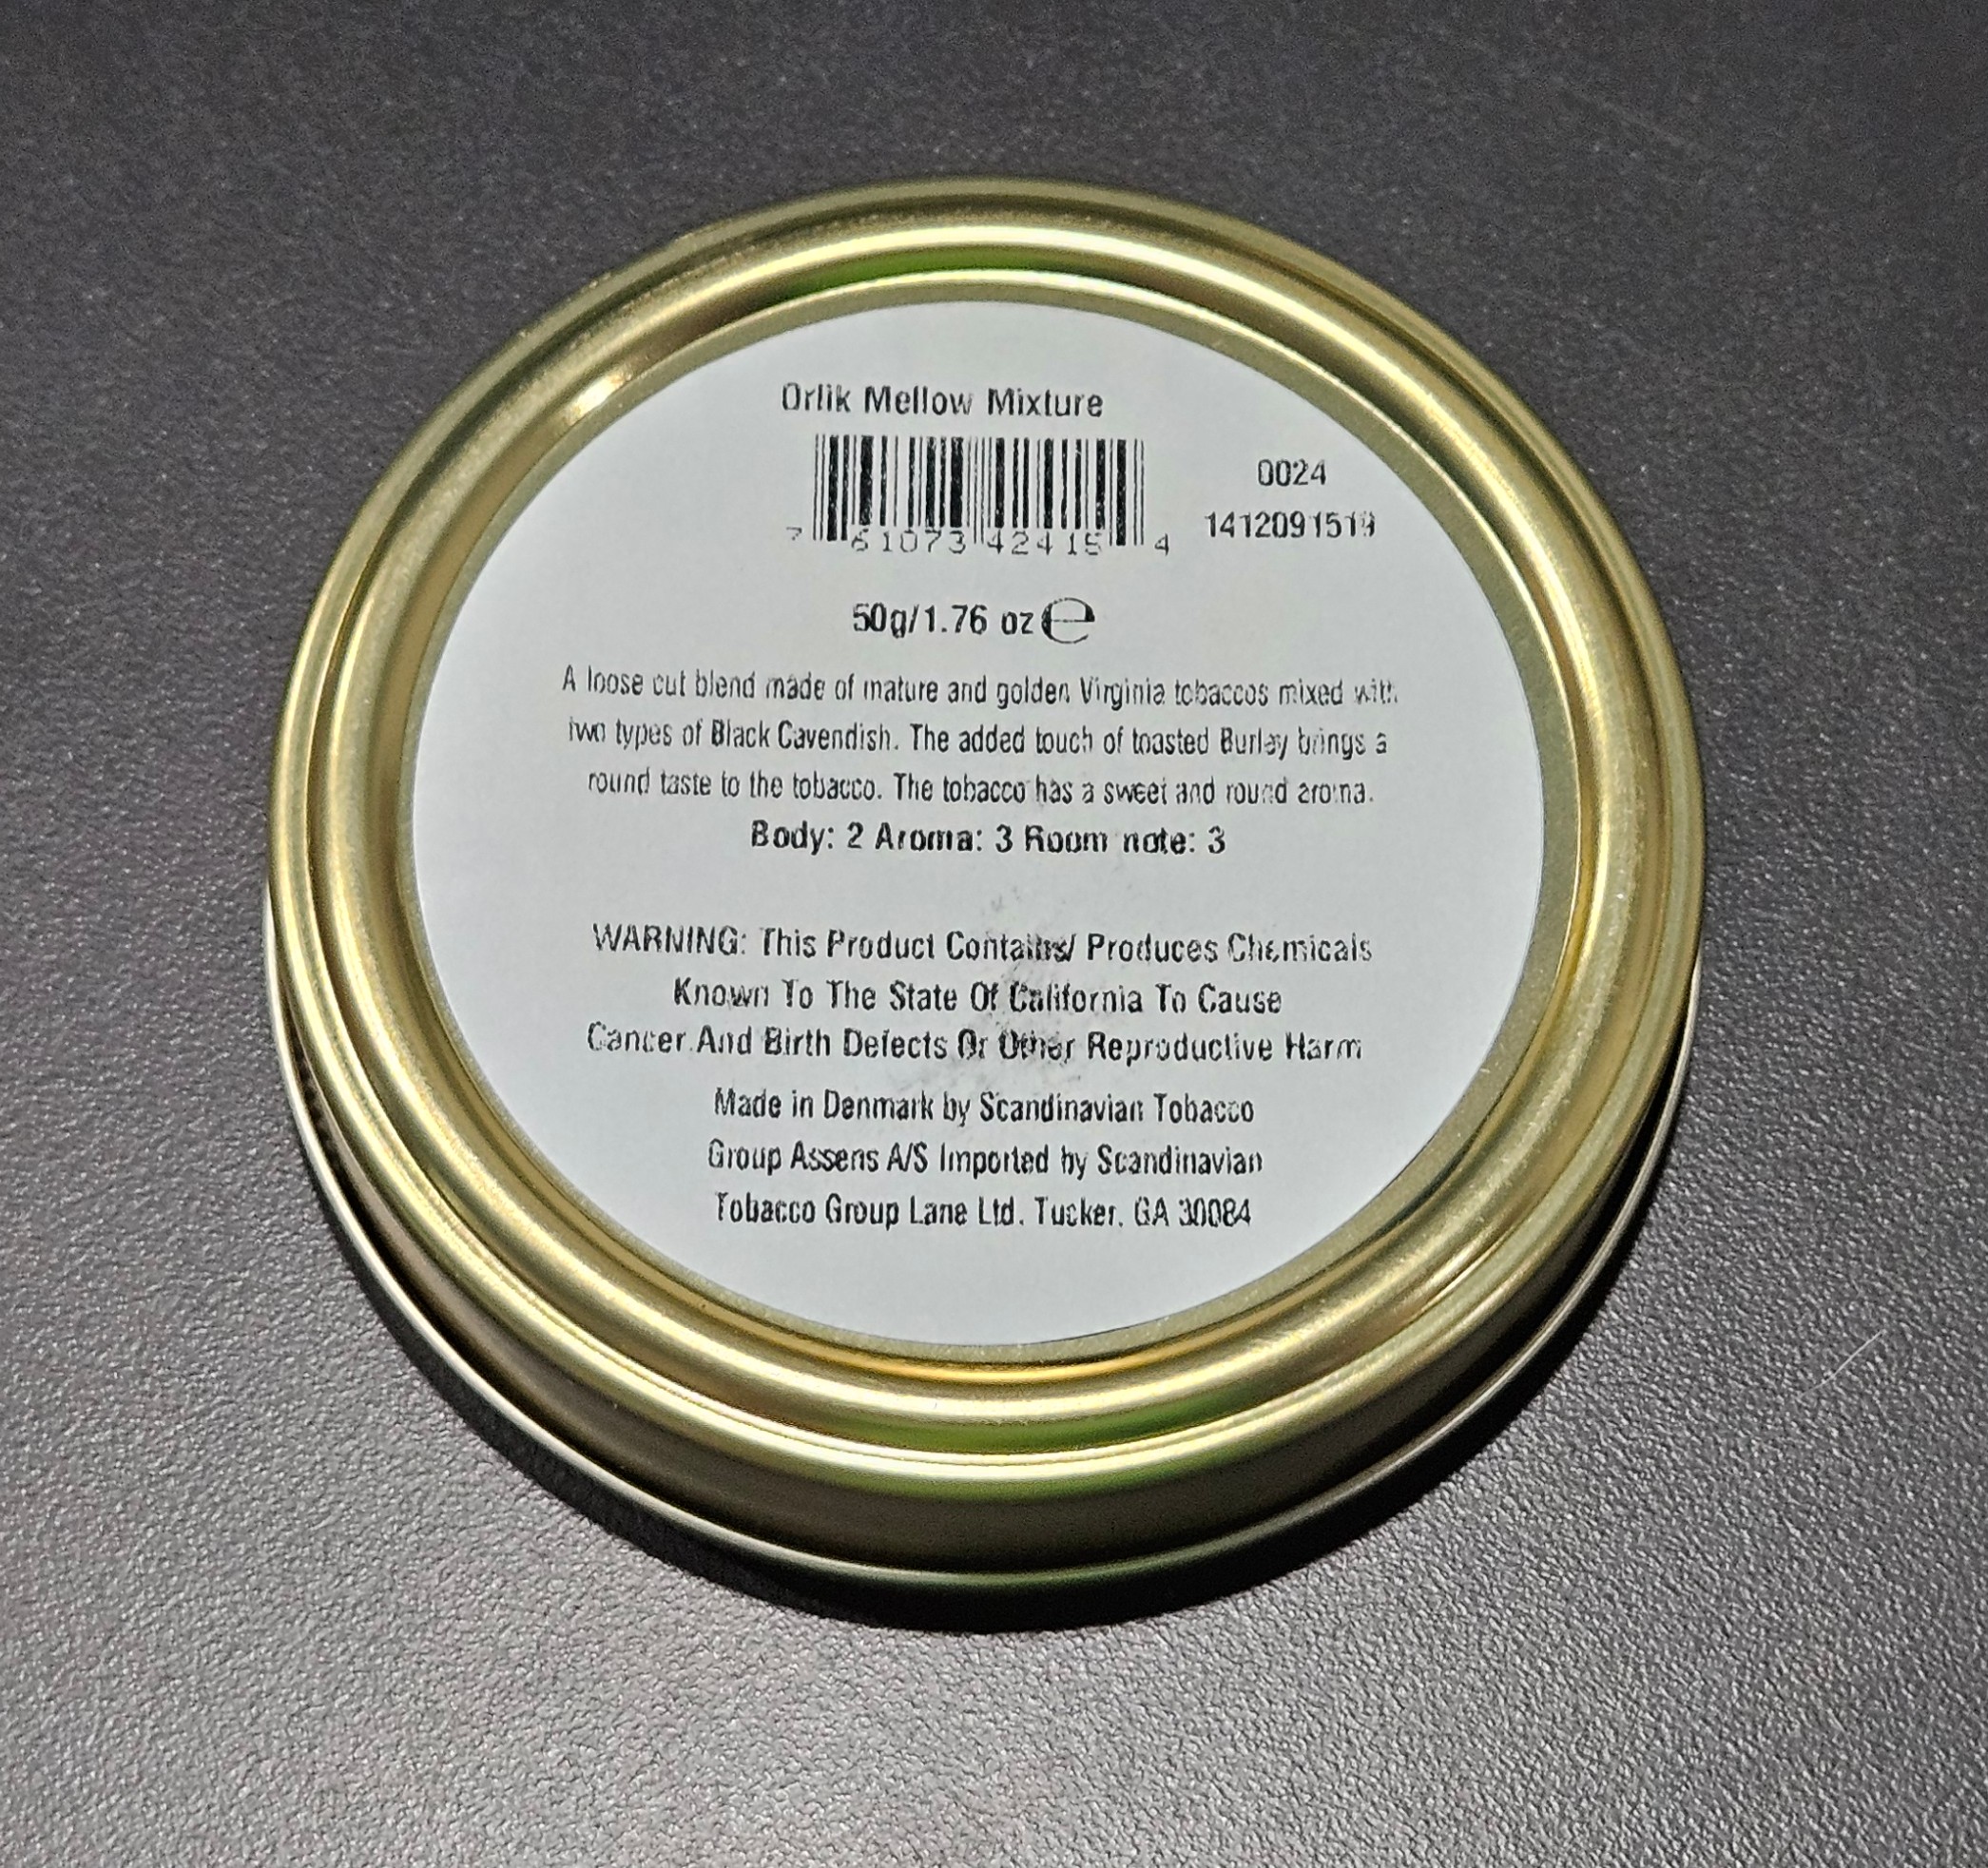 Orlik Mellow Mixture
0024
7 61073 42415 4
50g/1.76 oz e
A loose cut blend made of mature and golden Virginia tobaccos mixed with
two types of Black Cavendish. The added touch of toasted Burley brings a
round taste to the tobacco. The tobacco has a sweet and round aroma.
Body: 2 Aroma: 3 Room note: 3
WARNING: This Product Contains/ Produces Chemicals
Known To The State Of California To Cause
Cancer And Birth Defects Or Other Reproductive Harm
Made in Denmark by Scandinavian Tobacco
Group Assens A/S Imported by Scandinavian
Tobacco Group Lane Ltd. Tucker, GA 30084